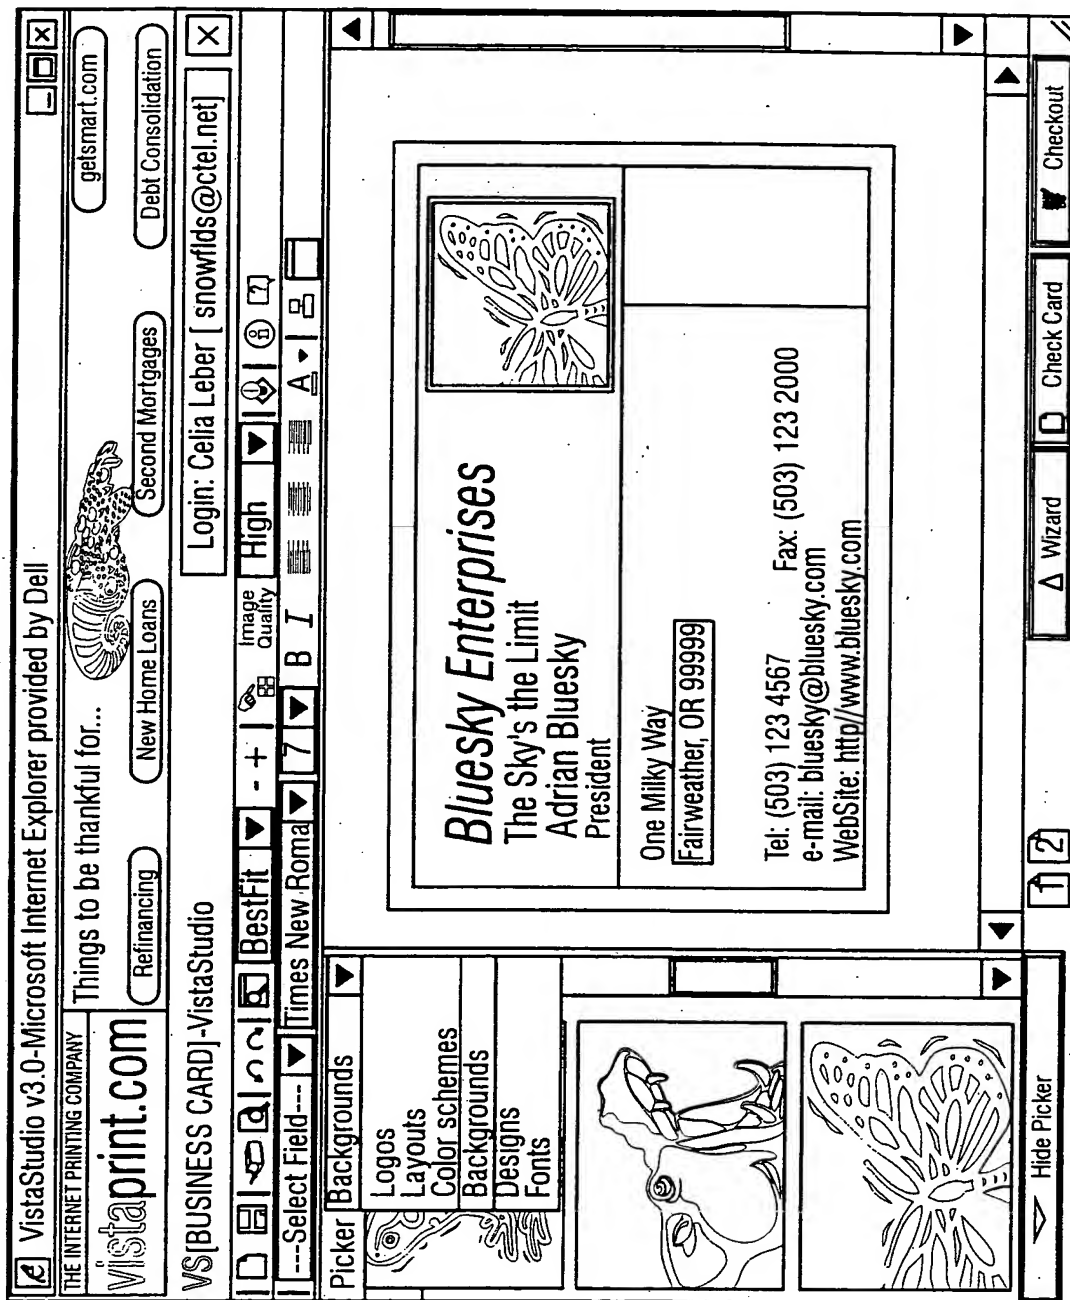 VistaStudio v3.0-Microsoft Internet Explorer provided by Dell
THE INTERNET PRINTING COMPANY
vistaprint.com
Things to be thankful for...
getsmart.com
Refinancing
New Home Loans
Second Mortgages
Debt Consolidation
VS[BUSINESS CARD]-VistaStudio
Login: Celia Leber [ snowflds@ctel.net]
BestFit
- +
Image
Quality
High
---Select Field---
Times New Roma
7
B I
A
Picker
Backgrounds
Logos
Layouts
Color schemes
Backgrounds
Designs
Fonts
Bluesky Enterprises
The Sky's the Limit
Adrian Bluesky
President
One Milky Way
Fairweather, OR 99999
Tel: (503) 123 4567 Fax: (503) 123 2000
e-mail: bluesky@bluesky.com
WebSite: http//www.bluesky.com
Hide Picker
1 2
Wizard
Check Card
Checkout